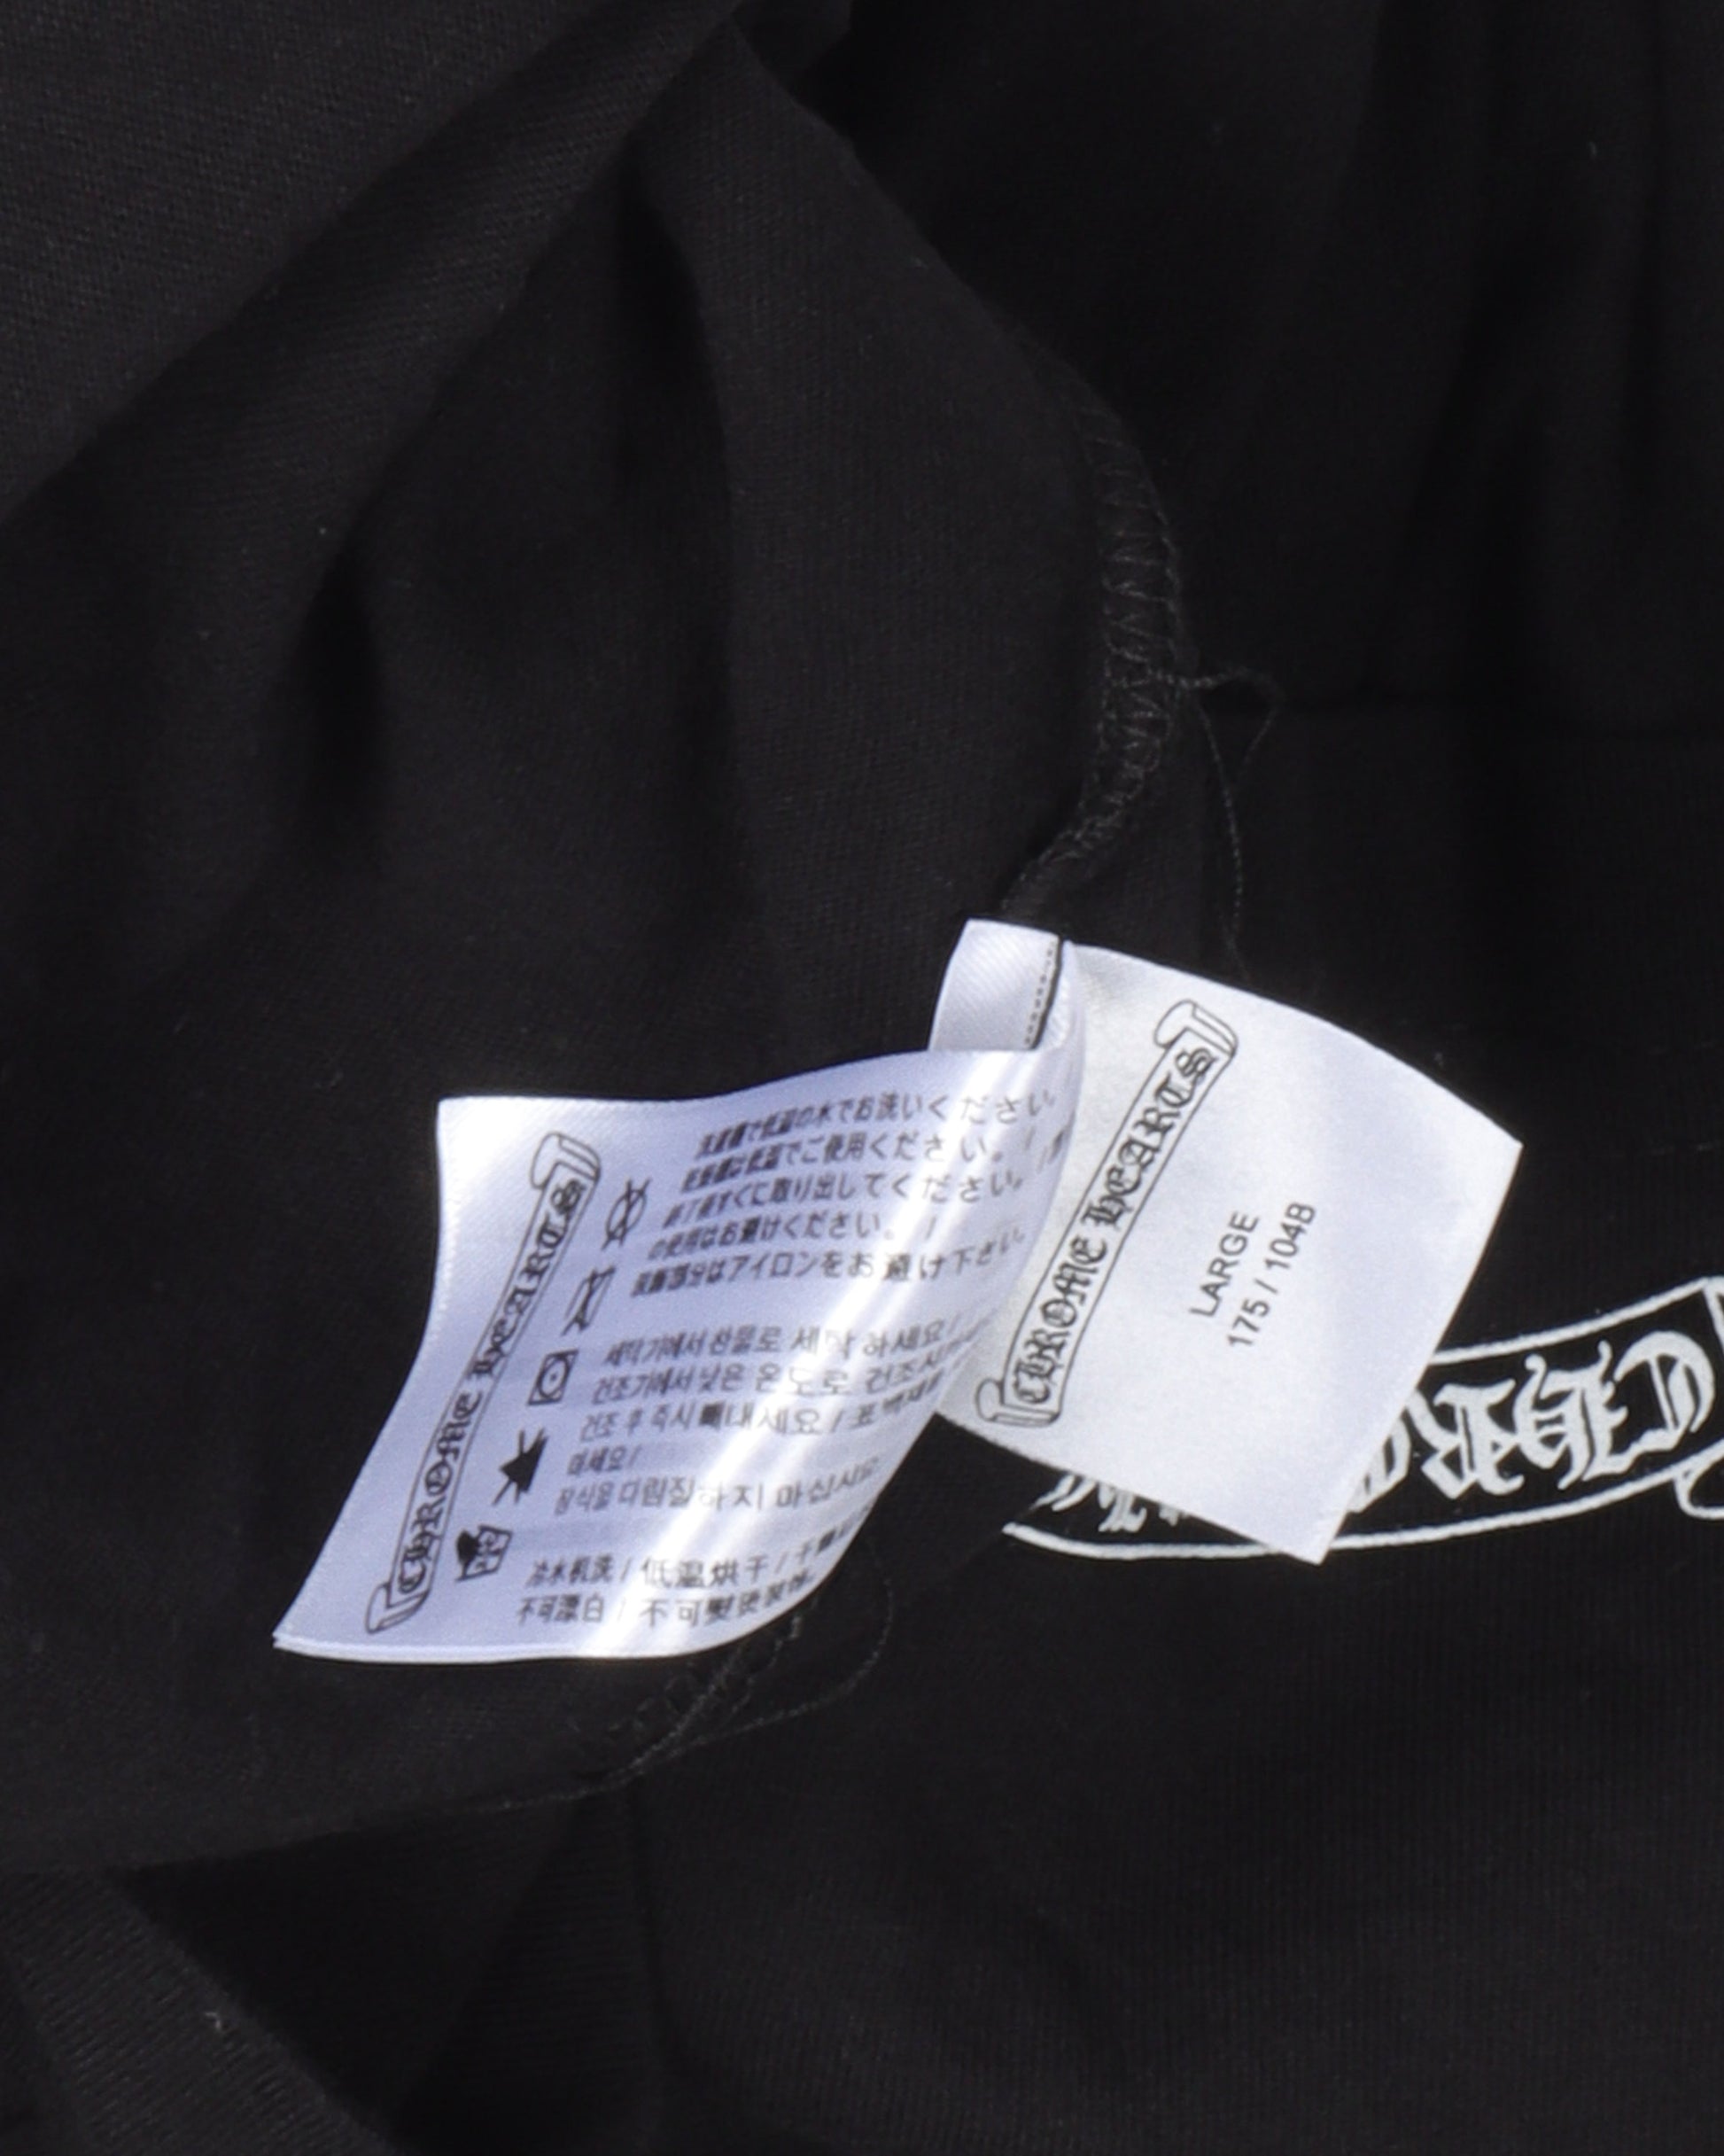 CHROME HEARTS
洗濯機で低温の水でお洗いください。
乾燥機は低温でご使用ください。 /
終了後すぐに取り出してください。 /
の使用はお避けください。 /
装飾部分はアイロンをお避け下さい。
세탁기에서 찬물로 세탁 하세요 /
건조기에서 낮은 온도로 건조시
건조 후 즉시 빼내세요 / 표백제를
마세요 /
장식을 다림질하지 마십시오
冷水机洗 / 低温烘干 /
不可漂白 / 不可熨烫装饰
CHROME HEARTS
LARGE
175 / 104B
CHRO